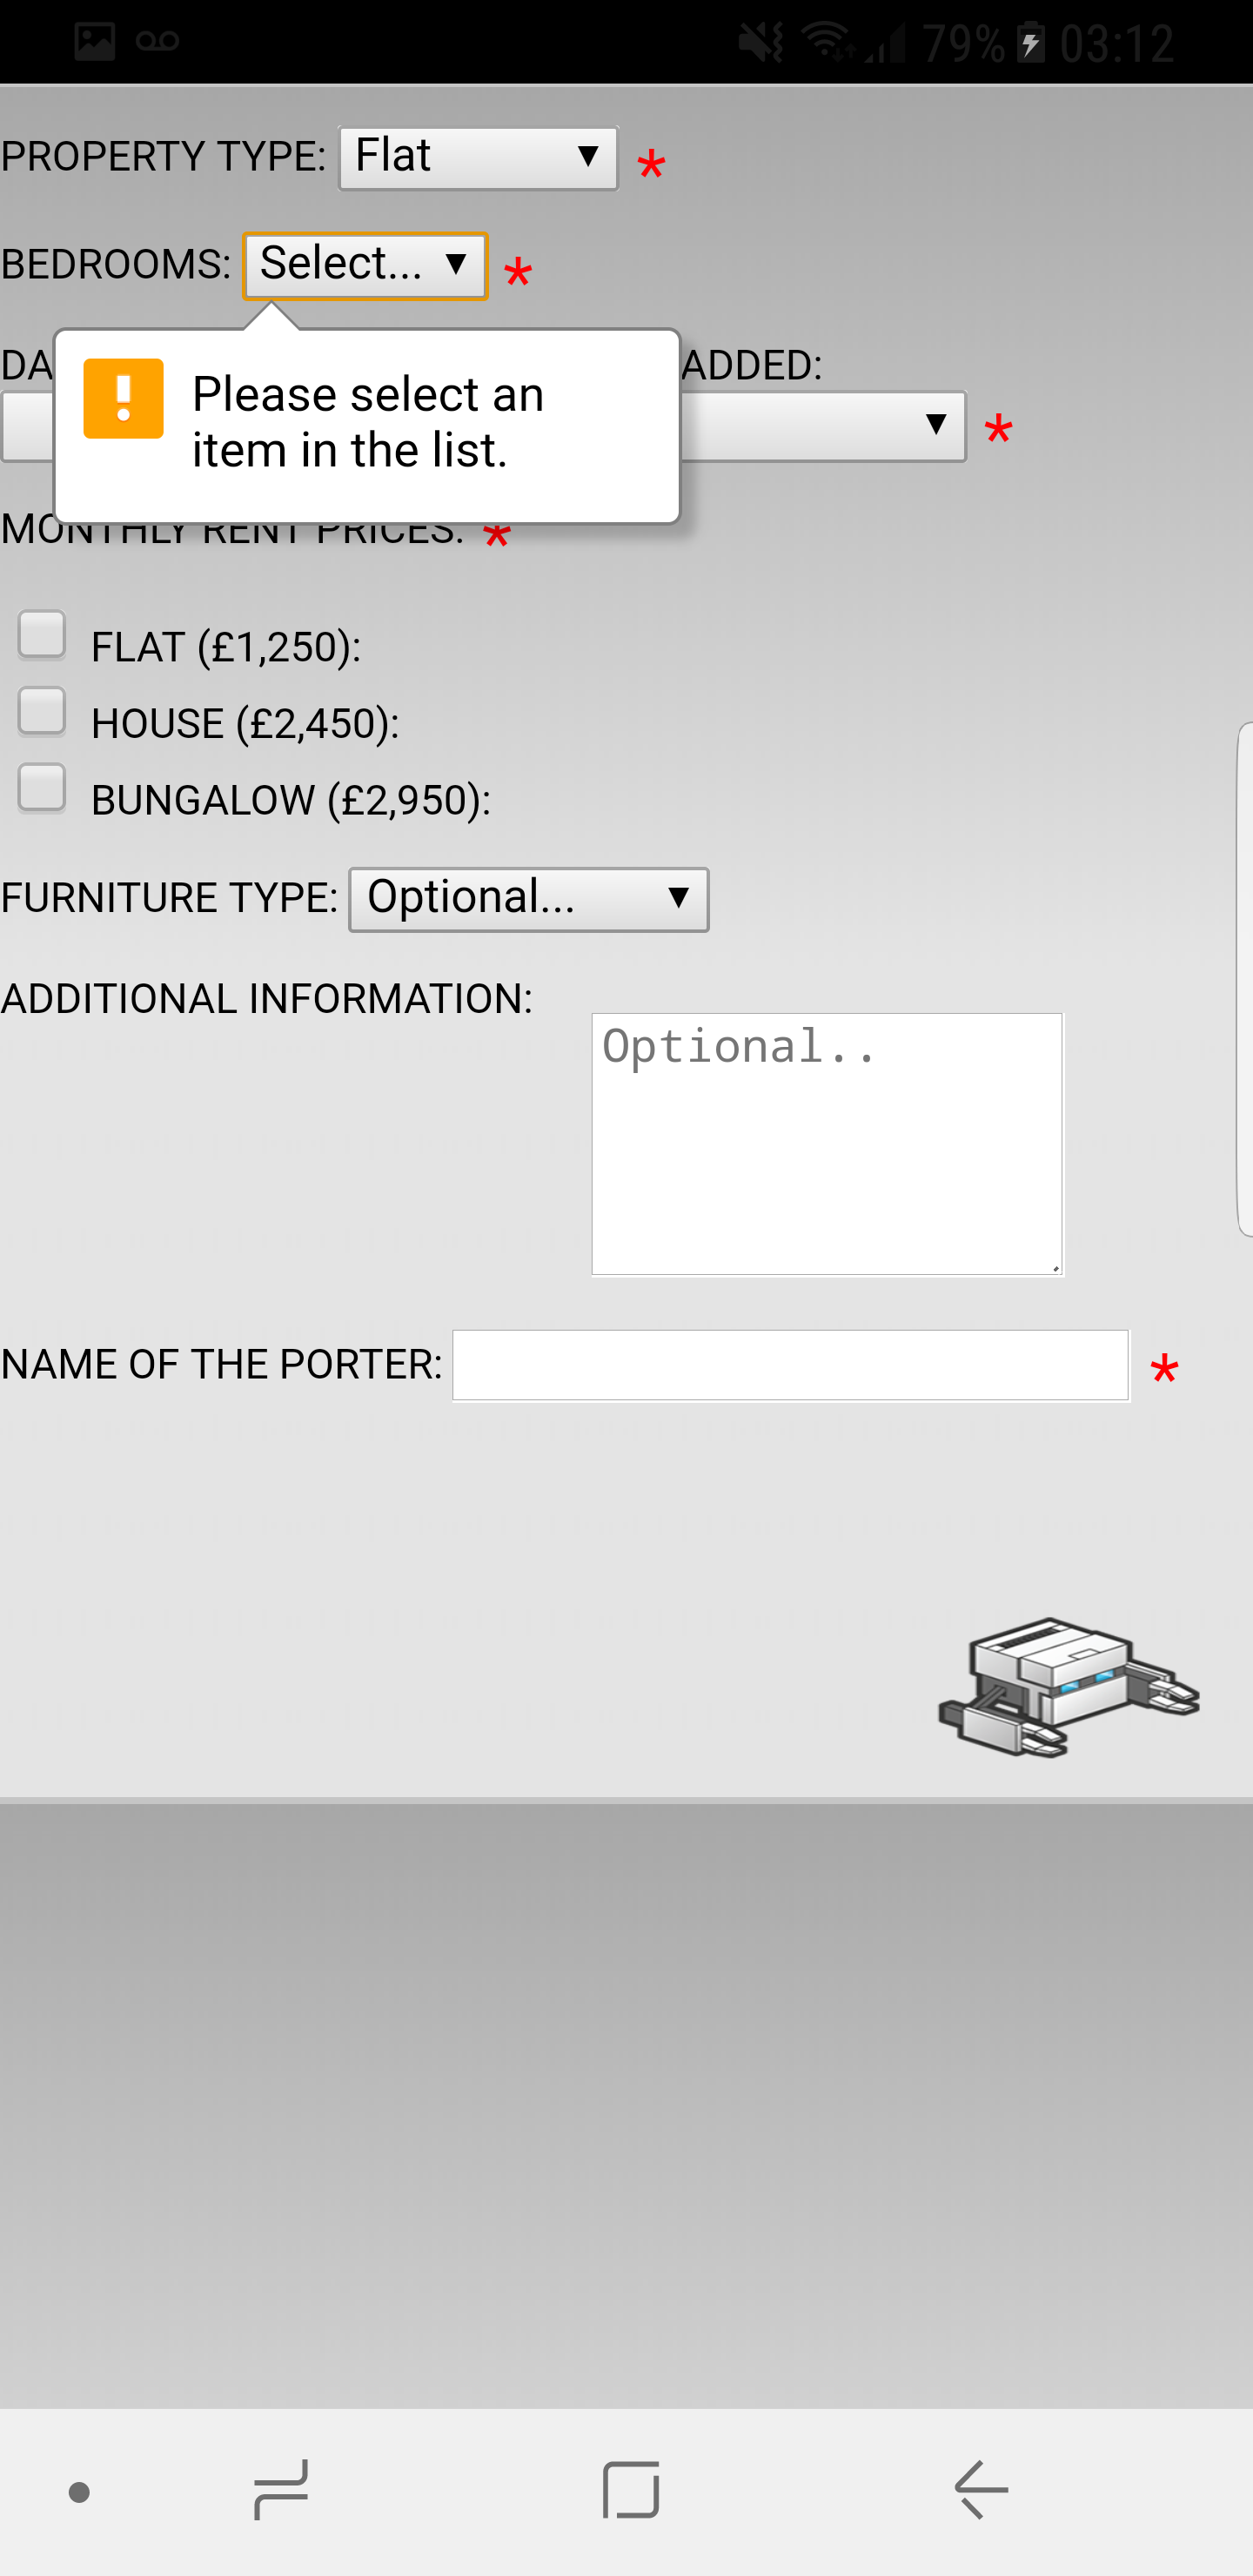 79% 03:12
PROPERTY TYPE: Flat ▼ *
BEDROOMS: Select... ▼ *
Please select an
item in the list.
DA ADDED:
▼ *
MONTHLY RENT PRICES: *
FLAT (£1,250):
HOUSE (£2,450):
BUNGALOW (£2,950):
FURNITURE TYPE: Optional... ▼
ADDITIONAL INFORMATION:
Optional..
NAME OF THE PORTER: *